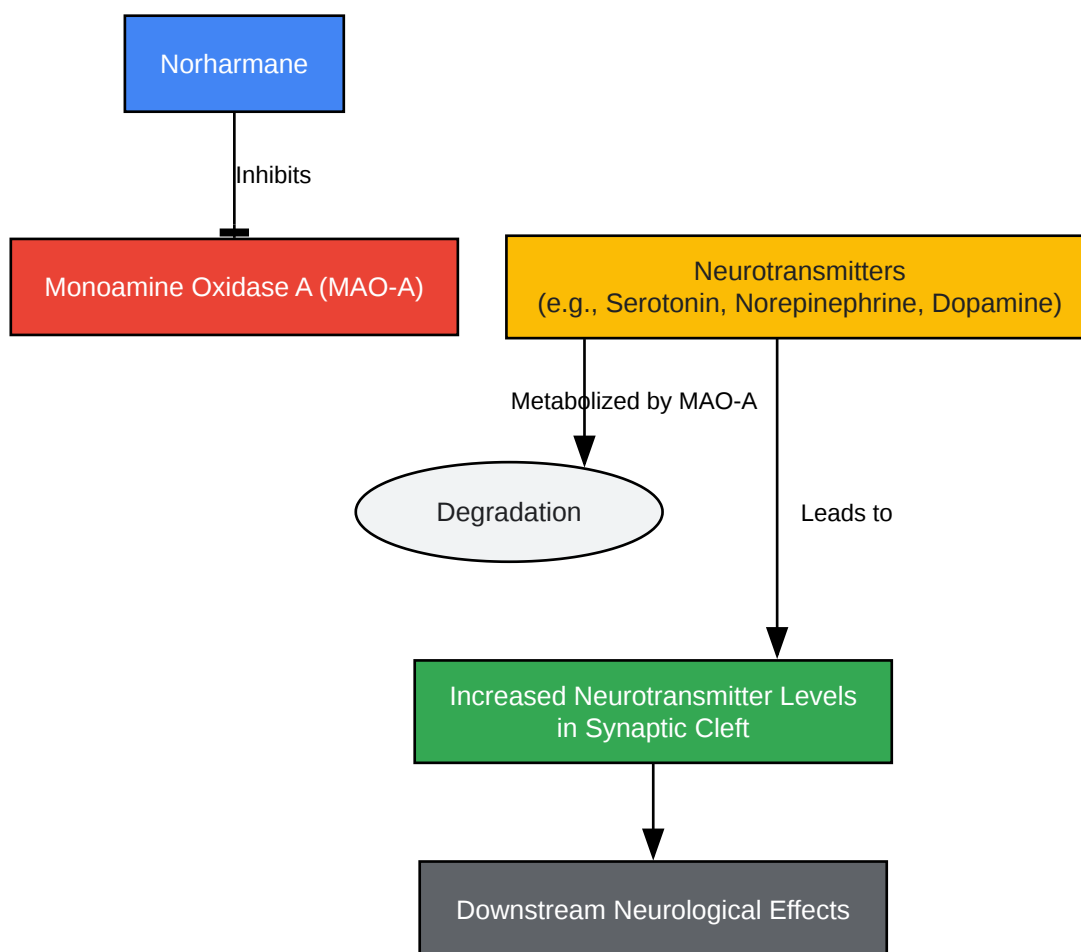 Norharmane
Inhibits
Monoamine Oxidase A (MAO-A)
Neurotransmitters
(e.g., Serotonin, Norepinephrine, Dopamine)
Metabolized by MAO-A
Degradation
Leads to
Increased Neurotransmitter Levels
in Synaptic Cleft
Downstream Neurological Effects